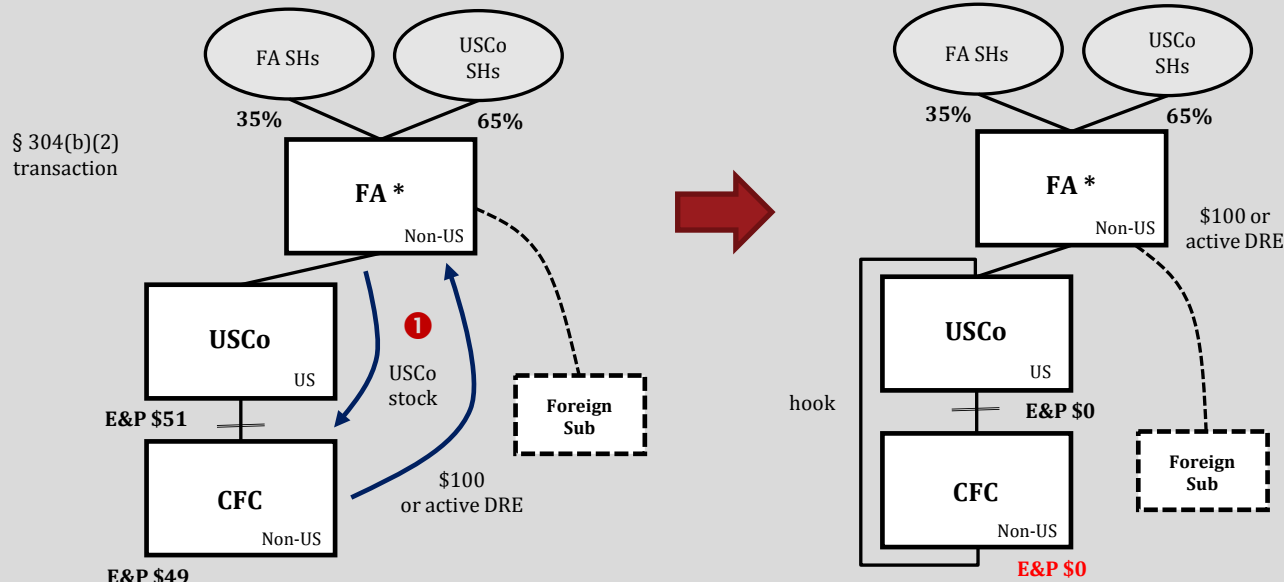 FA SHs
USCo
SHs
35%
65%
§ 304(b)(2)
transaction
FA *
Non-US
1
USCo
stock
USCo
US
E&P $51
CFC
Non-US
E&P $49
$100
or active DRE
Foreign
Sub
FA SHs
USCo
SHs
35%
65%
FA *
Non-US
$100 or
active DRE
USCo
US
hook
E&P $0
CFC
Non-US
E&P $0
Foreign
Sub